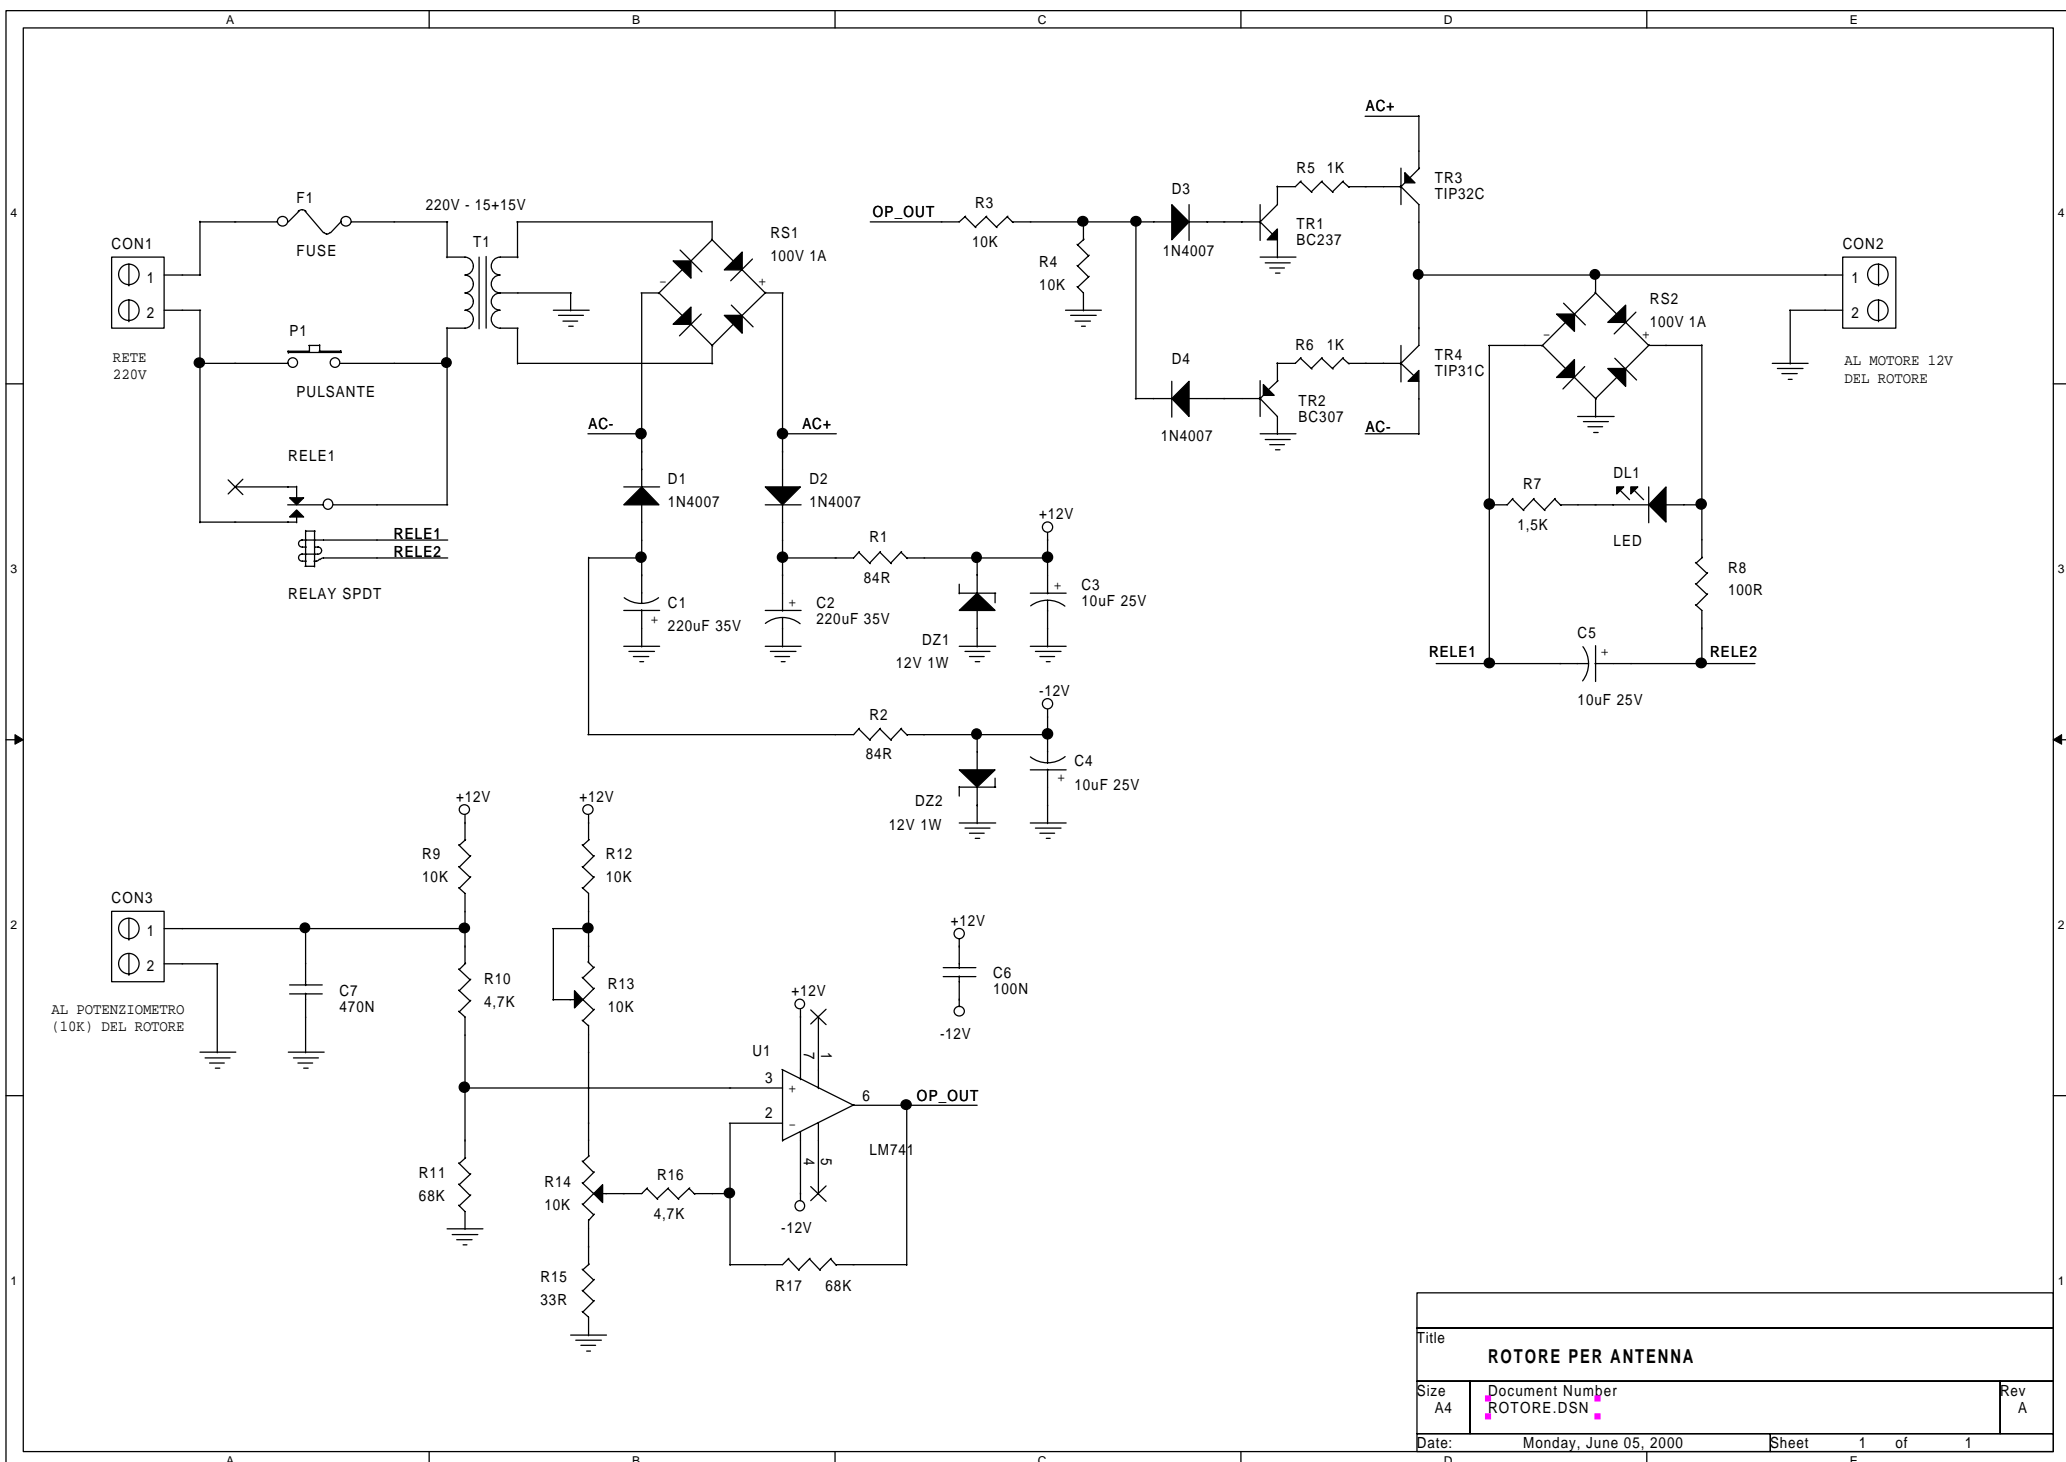 A B C D E
4
CON1
1
2
RETE
220V
F1
FUSE
P1
PULSANTE
RELE1
RELE1
RELE2
RELAY SPDT
220V - 15+15V
T1
RS1
100V 1A
-
+
AC-
AC+
D1
1N4007
D2
1N4007
C1
+ 220uF 35V
+
C2
220uF 35V
R1
84R
+12V
DZ1
12V 1W
+
C3
10uF 25V
R2
84R
-12V
DZ2
12V 1W
C4
+ 10uF 25V
OP_OUT
R3
10K
R4
10K
D3
1N4007
D4
1N4007
TR1
BC237
TR2
BC307
R5 1K
R6 1K
AC+
TR3
TIP32C
TR4
TIP31C
AC-
RS2
100V 1A
-
+
CON2
1
2
AL MOTORE 12V
DEL ROTORE
4
R7
1,5K
DL1
LED
R8
100R
C5
+
10uF 25V
RELE1
RELE2
3
3
+12V
R9
10K
CON3
1
2
AL POTENZIOMETRO
(10K) DEL ROTORE
C7
470N
R10
4,7K
R11
68K
+12V
R12
10K
R13
10K
R14
10K
R15
33R
R16
4,7K
U1
+12V
7
1
3
+
2
-
6
OP_OUT
LM741
4
5
-12V
R17 68K
+12V
C6
100N
-12V
2
2
1
1
Title
ROTORE PER ANTENNA
Size
A4
Document Number
ROTORE.DSN
Rev
A
Date: Monday, June 05, 2000
Sheet 1 of 1
A B C D E